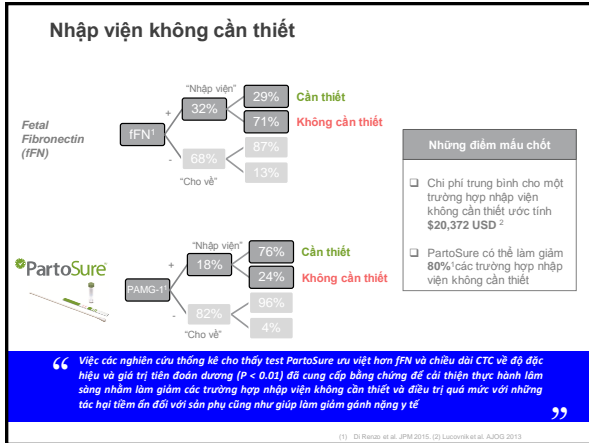 Nhập viện không cần thiết
Fetal
Fibronectin
(fFN)
fFN¹
+
-
"Nhập viện"
32%
68%
"Cho về"
29%
71%
87%
13%
Cần thiết
Không cần thiết
PartoSure
PAMG-1¹
+
-
"Nhập viện"
18%
82%
"Cho về"
76%
24%
96%
4%
Cần thiết
Không cần thiết
Những điểm mấu chốt
❑ Chi phí trung bình cho một
trường hợp nhập viện
không cần thiết ước tính
$20,372 USD ²
❑ PartoSure có thể làm giảm
80%¹các trường hợp nhập
viện không cần thiết
“ Việc các nghiên cứu thống kê cho thấy test PartoSure ưu việt hơn fFN và chiều dài CTC về độ đặc
hiệu và giá trị tiên đoán dương (P < 0.01) đã cung cấp bằng chứng để cải thiện thực hành lâm
sàng nhằm làm giảm các trường hợp nhập viện không cần thiết và điều trị quá mức với những
tác hại tiềm ẩn đối với sản phụ cũng như giúp làm giảm gánh nặng y tế ”
(1) Di Renzo et al. JPM 2015. (2) Lucovnik et al. AJOG 2013